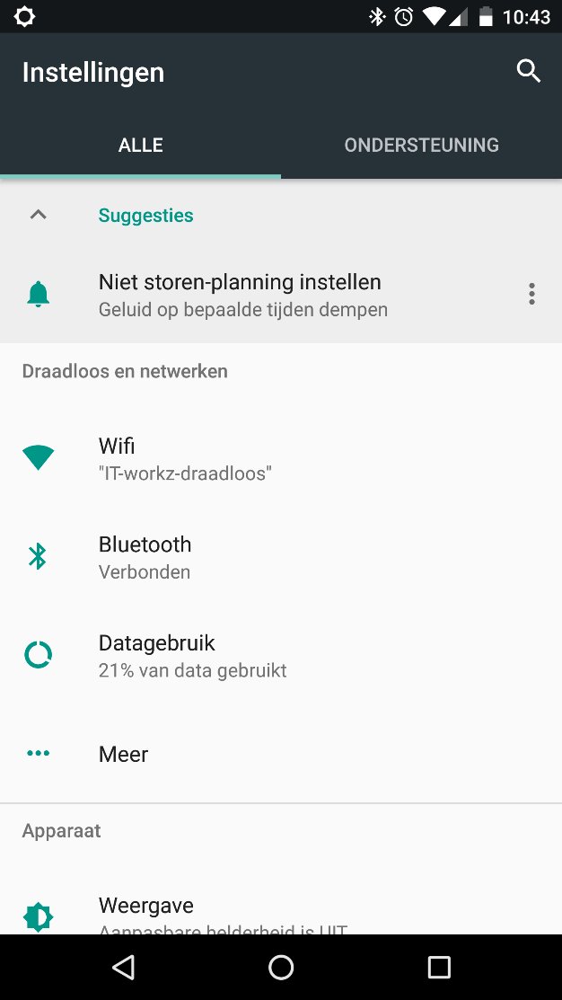 10:43
Instellingen
ALLE
ONDERSTEUNING
Suggesties
Niet storen-planning instellen
Geluid op bepaalde tijden dempen
Draadloos en netwerken
Wifi
"IT-workz-draadloos"
Bluetooth
Verbonden
Datagebruik
21% van data gebruikt
Meer
Apparaat
Weergave
Aanpasbare helderheid is UIT